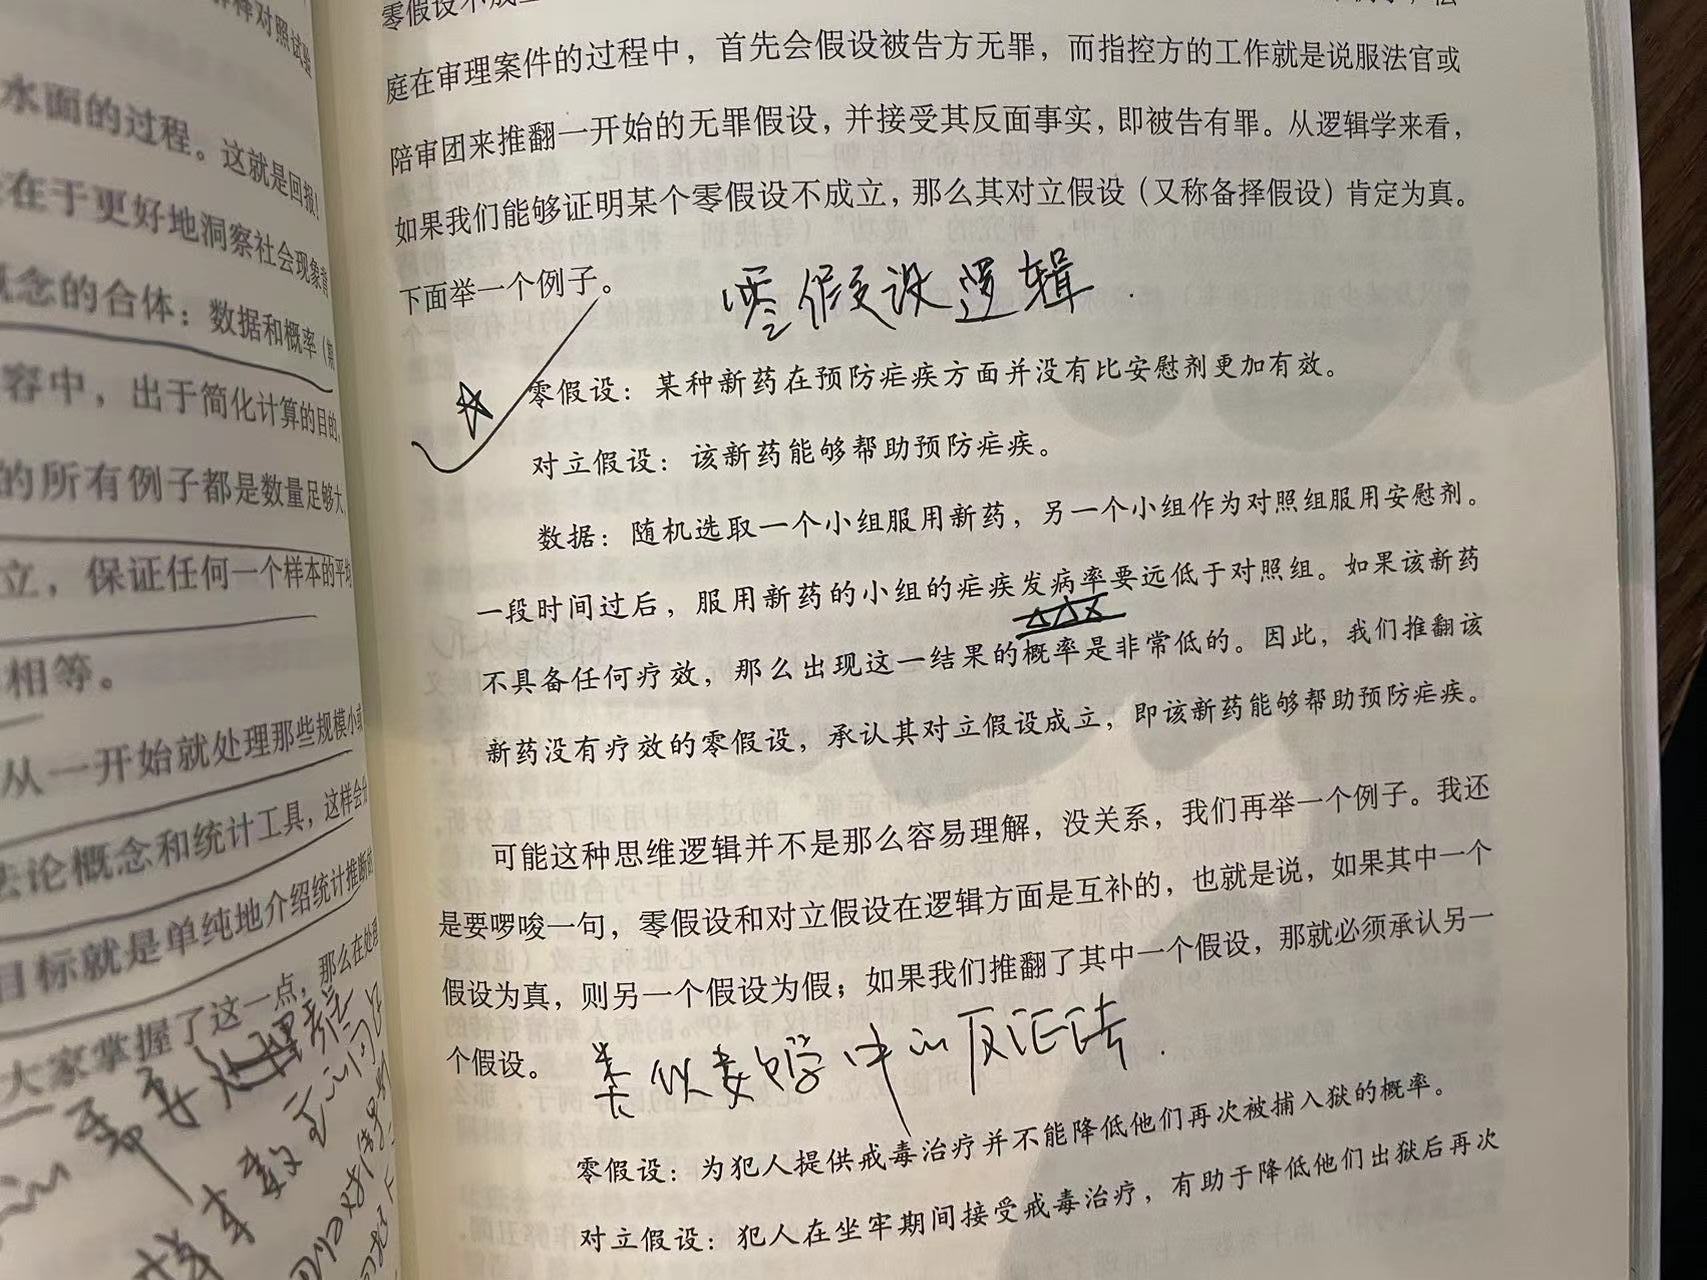 样对照试验
水面的过程。这就是回报！
在于更好地洞察社会现象背
概念的合体：数据和概率（期
容中，出于简化计算的目的，
的所有例子都是数量足够大、
立，保证任何一个样本的平均
相等。
从一开始就处理那些规模小或
法论概念和统计工具，这样会
目标就是单纯地介绍统计推断
大家掌握了这一点，那么在处理
需要处理
样本数
零假设不成立
庭在审理案件的过程中，首先会假设被告方无罪，而指控方的工作就是说服法官或
陪审团来推翻一开始的无罪假设，并接受其反面事实，即被告有罪。从逻辑学来看，
如果我们能够证明某个零假设不成立，那么其对立假设（又称备择假设）肯定为真。
下面举一个例子。
零假设逻辑.
零假设：某种新药在预防疟疾方面并没有比安慰剂更加有效。
对立假设：该新药能够帮助预防疟疾。
数据：随机选取一个小组服用新药，另一个小组作为对照组服用安慰剂。
一段时间过后，服用新药的小组的疟疾发病率要远低于对照组。如果该新药
不具备任何疗效，那么出现这一结果的概率是非常低的。因此，我们推翻该
新药没有疗效的零假设，承认其对立假设成立，即该新药能够帮助预防疟疾。
可能这种思维逻辑并不是那么容易理解，没关系，我们再举一个例子。我还
是要啰唆一句，零假设和对立假设在逻辑方面是互补的，也就是说，如果其中一个
假设为真，则另一个假设为假；如果我们推翻了其中一个假设，那就必须承认另一
个假设。
类似数学中的反证法.
零假设：为犯人提供戒毒治疗并不能降低他们再次被捕入狱的概率。
对立假设：犯人在坐牢期间接受戒毒治疗，有助于降低他们出狱后再次